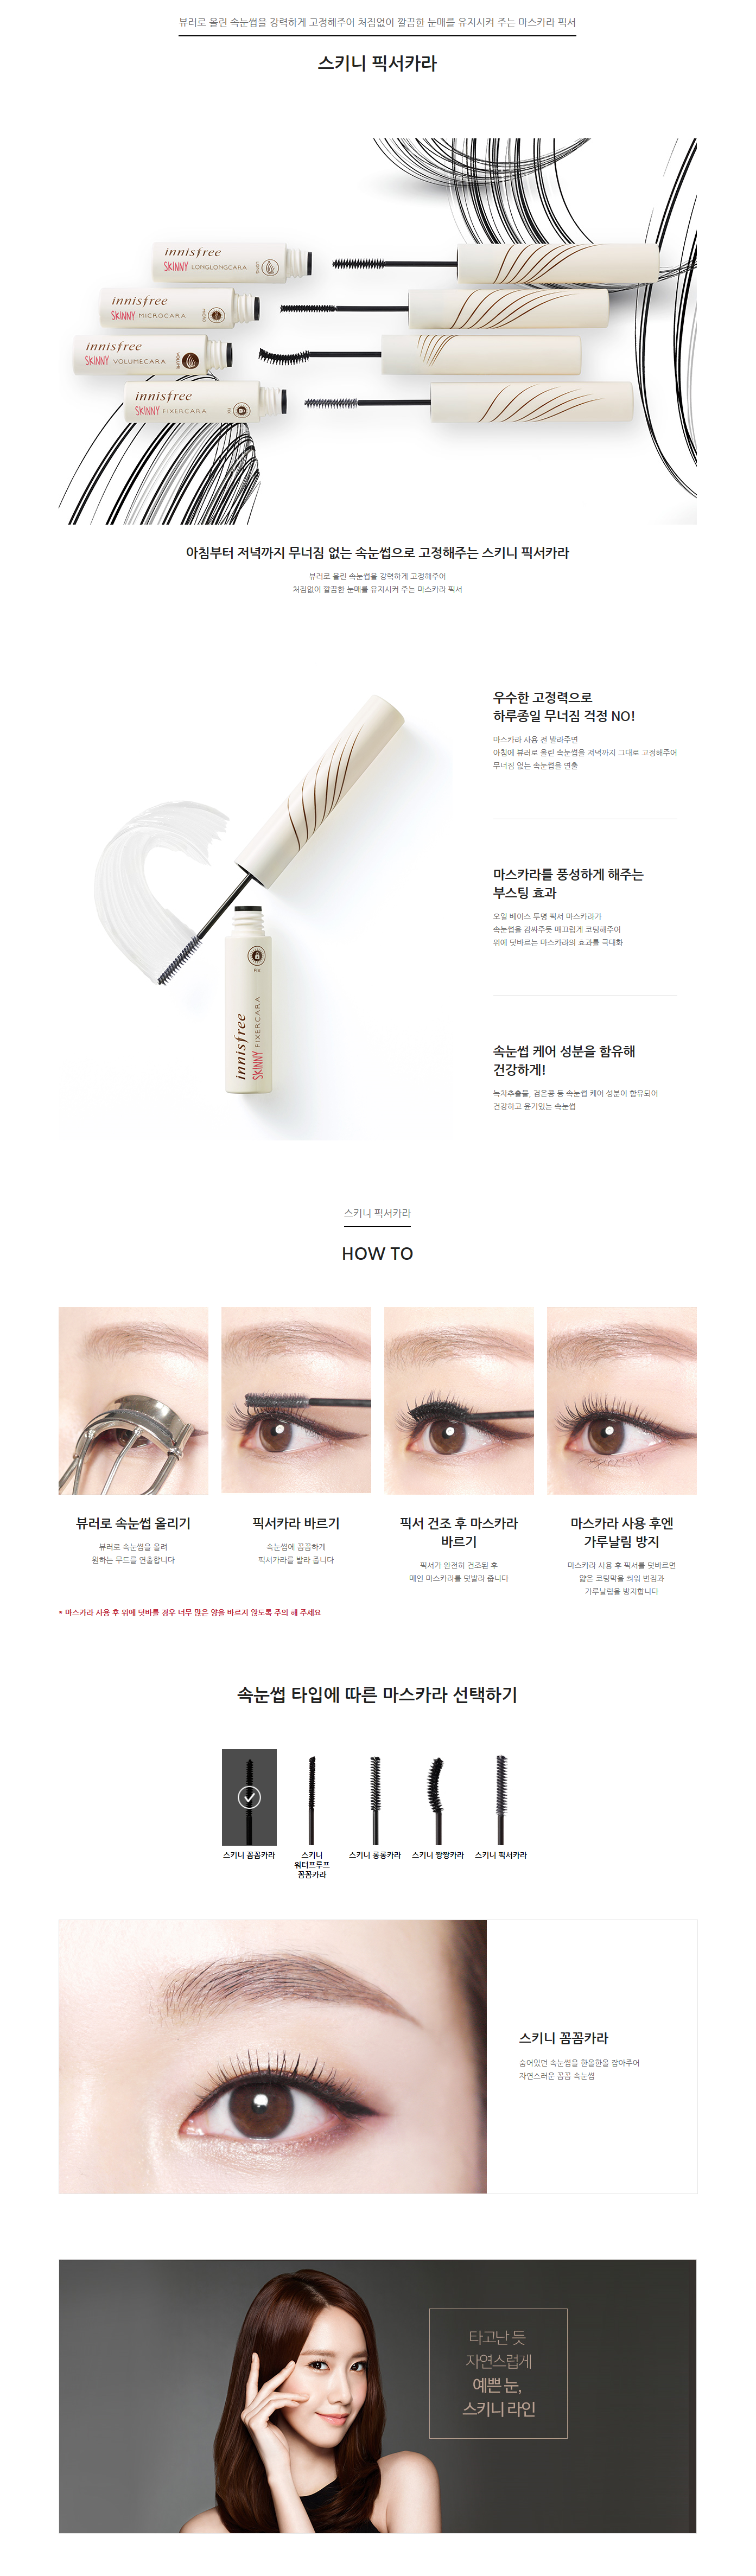 뷰러로 올린 속눈썹을 강력하게 고정해주어 처짐없이 깔끔한 눈매를 유지시켜 주는 마스카라 픽서
스키니 픽서카라
innisfree
SKINNY LONGLONGCARA
LONG
innisfree
SKINNY MICROCARA
MICRO
innisfree
SKINNY VOLUMECARA
VOLUME
innisfree
SKINNY FIXERCARA
FIX
아침부터 저녁까지 무너짐 없는 속눈썹으로 고정해주는 스키니 픽서카라
뷰러로 올린 속눈썹을 강력하게 고정해주어
처짐없이 깔끔한 눈매를 유지시켜 주는 마스카라 픽서
우수한 고정력으로
하루종일 무너짐 걱정 NO!
마스카라 사용 전 발라주면
아침에 뷰러로 올린 속눈썹을 저녁까지 그대로 고정해주어
무너짐 없는 속눈썹을 연출
마스카라를 풍성하게 해주는
부스팅 효과
오일 베이스 투명 픽서 마스카라가
속눈썹을 감싸주듯 매끄럽게 코팅해주어
위에 덧바르는 마스카라의 효과를 극대화
속눈썹 케어 성분을 함유해
건강하게!
녹차추출물, 검은콩 등 속눈썹 케어 성분이 함유되어
건강하고 윤기있는 속눈썹
FIX
innisfree
SKINNY FIXERCARA
스키니 픽서카라
HOW TO
뷰러로 속눈썹 올리기
뷰러로 속눈썹을 올려
원하는 무드를 연출합니다
픽서카라 바르기
속눈썹에 꼼꼼하게
픽서카라를 발라 줍니다
픽서 건조 후 마스카라
바르기
픽서가 완전히 건조된 후
메인 마스카라를 덧발라 줍니다
마스카라 사용 후엔
가루날림 방지
마스카라 사용 후 픽서를 덧바르면
얇은 코팅막을 씌워 번짐과
가루날림을 방지합니다
* 마스카라 사용 후 위에 덧바를 경우 너무 많은 양을 바르지 않도록 주의 해 주세요
속눈썹 타입에 따른 마스카라 선택하기
스키니 꼼꼼카라
스키니
워터프루프
꼼꼼카라
스키니 롱롱카라
스키니 짱짱카라
스키니 픽서카라
스키니 꼼꼼카라
숨어있던 속눈썹을 한올한올 잡아주어
자연스러운 꼼꼼 속눈썹
타고난 듯
자연스럽게
예쁜 눈,
스키니 라인